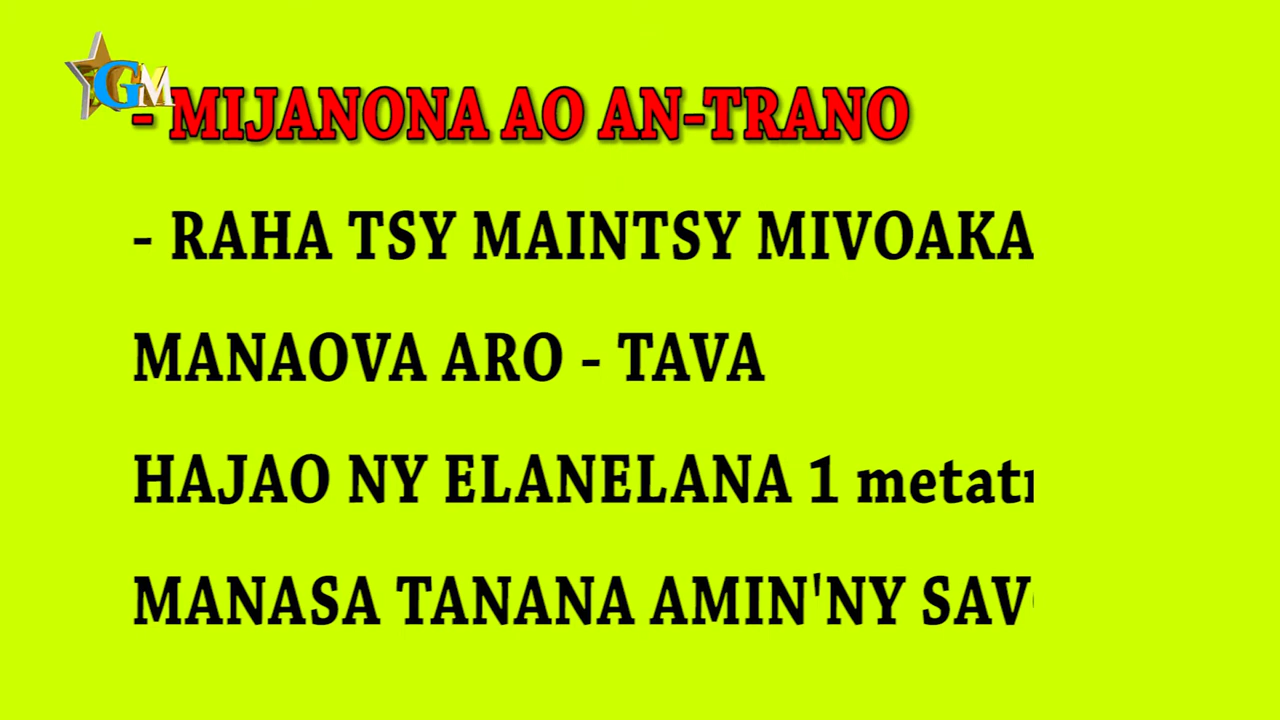 GM
- MIJANONA AO AN-TRANO
- RAHA TSY MAINTSY MIVOAKA
MANAOVA ARO - TAVA
HAJAO NY ELANELANA 1
MANASA TANANA AMIN'NY